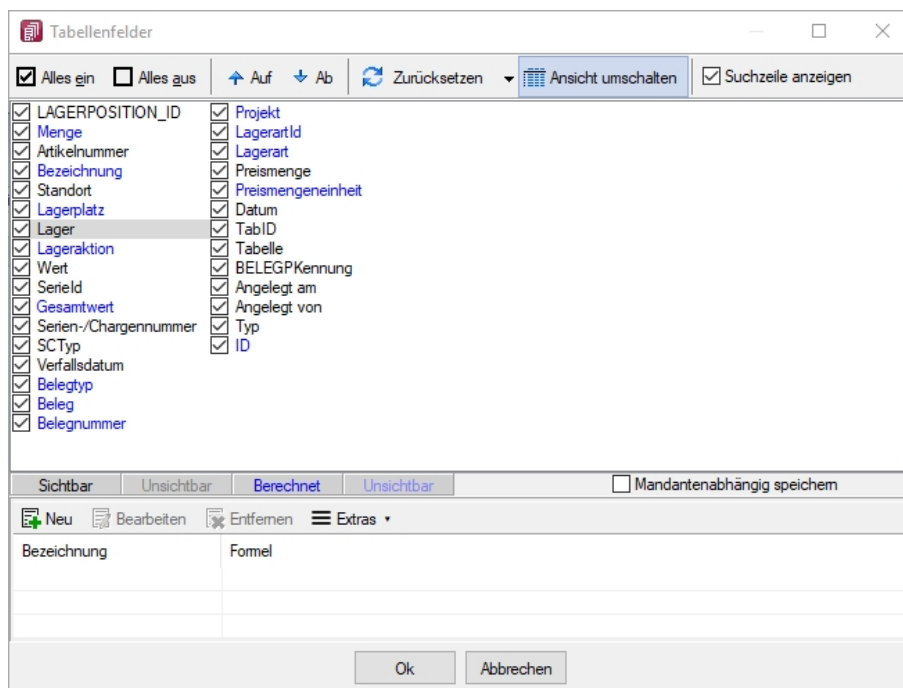 Tabellenfelder
Alles ein Alles aus Auf Ab Zurücksetzen Ansicht umschalten Suchzeile anzeigen
LAGERPOSITION_ID
Menge
Artikelnummer
Bezeichnung
Standort
Lagerplatz
Lager
Lageraktion
Wert
SerieId
Gesamtwert
Serien-/Chargennummer
SCTyp
Verfallsdatum
Belegtyp
Beleg
Belegnummer
Projekt
LagerartId
Lagerart
Preismenge
Preismengeneinheit
Datum
TabID
Tabelle
BELEGPKennung
Angelegt am
Angelegt von
Typ
ID
Sichtbar Unsichtbar Berechnet Unsichtbar Mandantenabhängig speichern
Neu Bearbeiten Entfernen Extras
Bezeichnung Formel
Ok Abbrechen